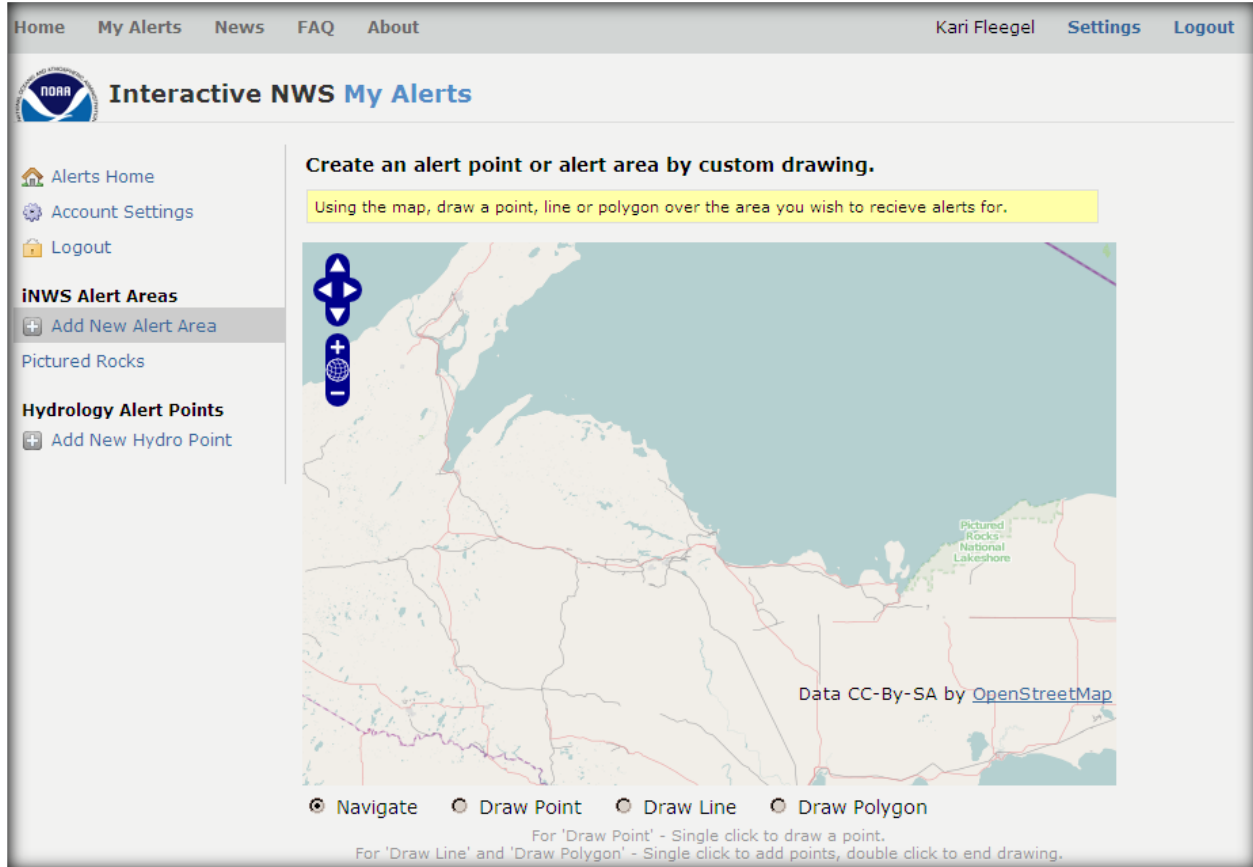 Home My Alerts News FAQ About Kari Fleegel Settings Logout
NOAA
Interactive NWS My Alerts
Alerts Home
Account Settings
Logout
iNWS Alert Areas
Add New Alert Area
Pictured Rocks
Hydrology Alert Points
Add New Hydro Point
Create an alert point or alert area by custom drawing.
Using the map, draw a point, line or polygon over the area you wish to recieve alerts for.
Pictured
Rocks
National
Lakeshore
Data CC-By-SA by OpenStreetMap
Navigate Draw Point Draw Line Draw Polygon
For 'Draw Point' - Single click to draw a point.
For 'Draw Line' and 'Draw Polygon' - Single click to add points, double click to end drawing.